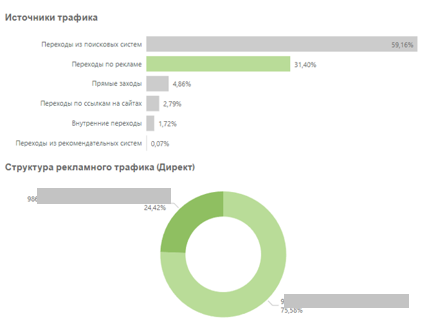 Источники трафика
Переходы из поисковых систем 59,16%
Переходы по рекламе 31,40%
Прямые заходы 4,86%
Переходы по ссылкам на сайтах 2,79%
Внутренние переходы 1,72%
Переходы из рекомендательных систем 0,07%
Структура рекламного трафика (Директ)
24,42%
75,58%